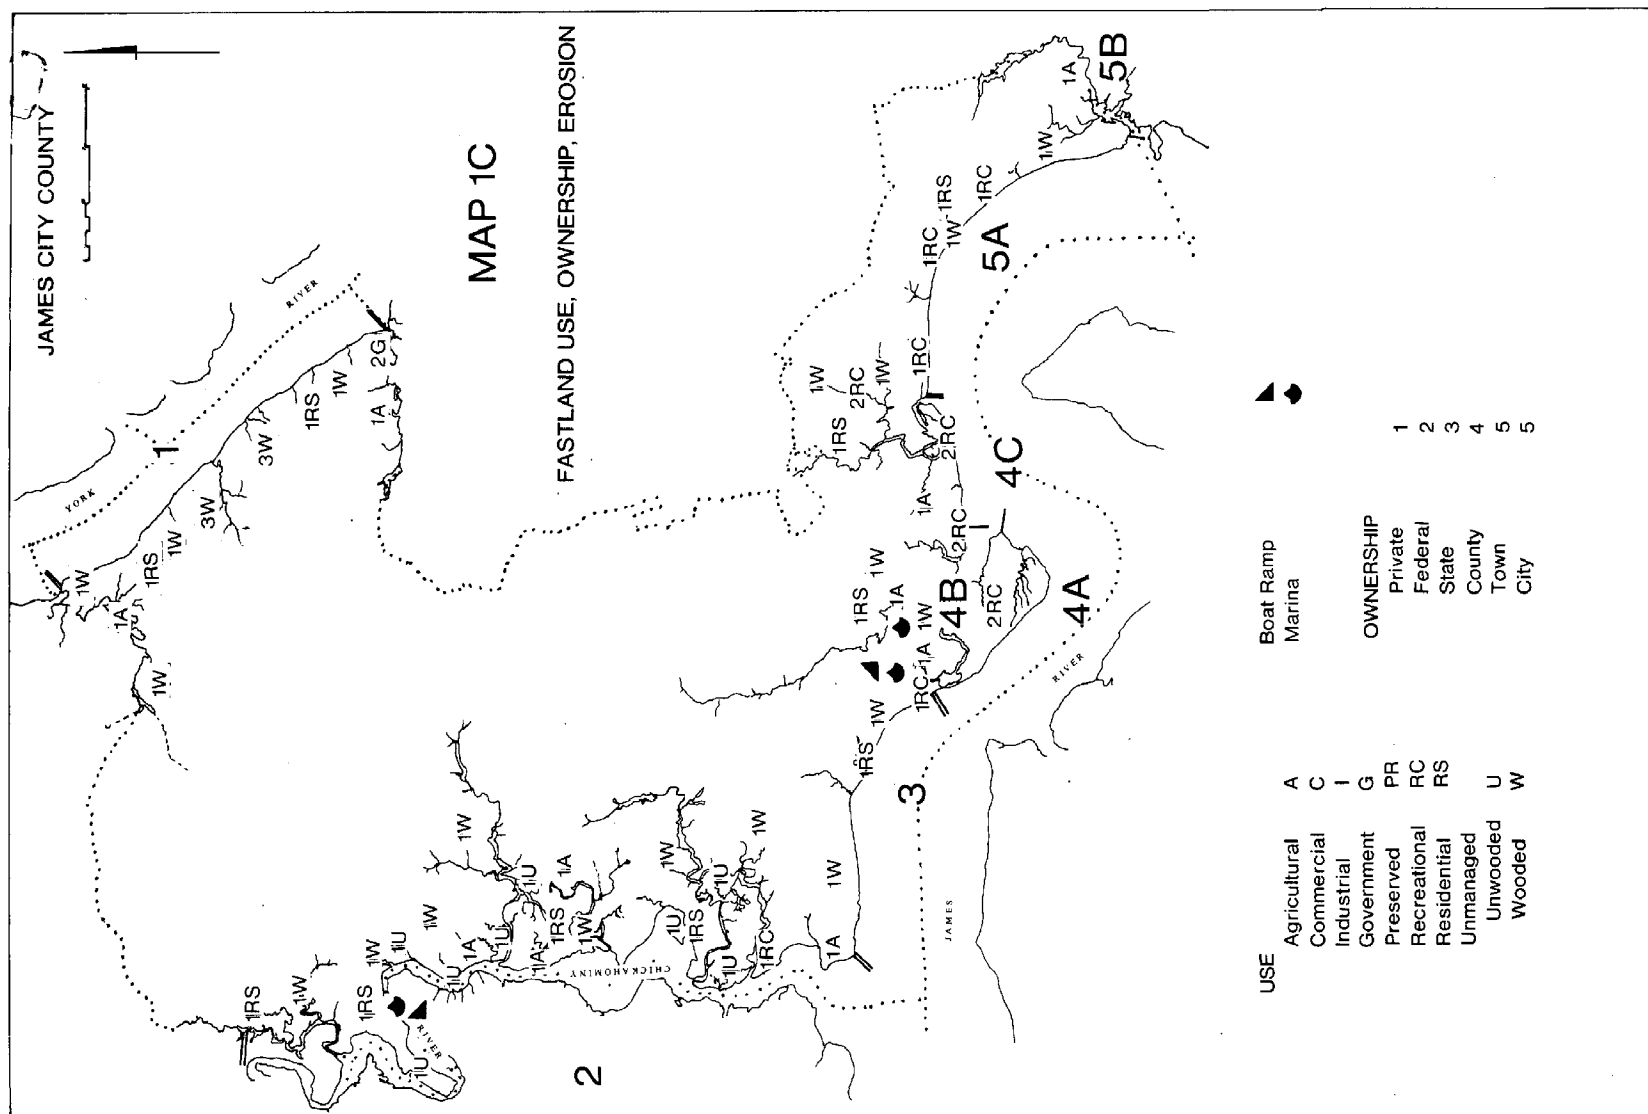 JAMES CITY COUNTY
MAP 1C
FASTLAND USE, OWNERSHIP, EROSION
YORK
RIVER
1
1W
1A
1RS
1W
1W
3W
3W
1RS
1W
2G
1A
1RS
1W
1RS
1U
RIVER
2
1W
1U
1W
1A
1U
1U
1W
1U
1A
1RS
1A
1W
CHICKAHOMINY
1U
1W
1RS
1U
1W
1U
1RC
1A
1W
JAMES
3
1RS
1W
1RC
1A
1W
1RS
1A
1W
4B
2RC
4A
RIVER
2RC
1A
4C
2RC
1RS
1W
2RC
1W
1RC
1RC
1W
1RS
1RC
5A
1W
1A
5B
USE
Agricultural A
Commercial C
Industrial I
Government G
Preserved PR
Recreational RC
Residential RS
Unmanaged
Unwooded U
Wooded W
Boat Ramp
Marina
OWNERSHIP
Private 1
Federal 2
State 3
County 4
Town 5
City 5